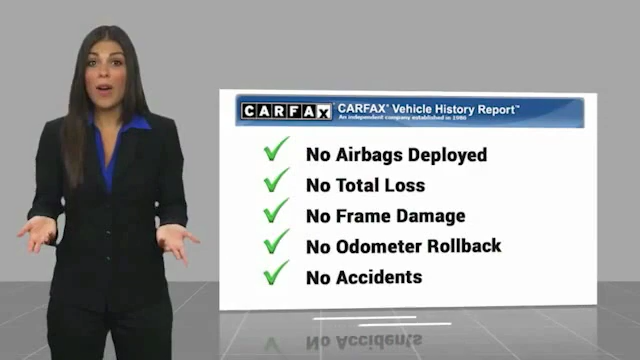 CARFAX CARFAX® Vehicle History Report™
An independent company established in 1986
No Airbags Deployed
No Total Loss
No Frame Damage
No Odometer Rollback
No Accidents